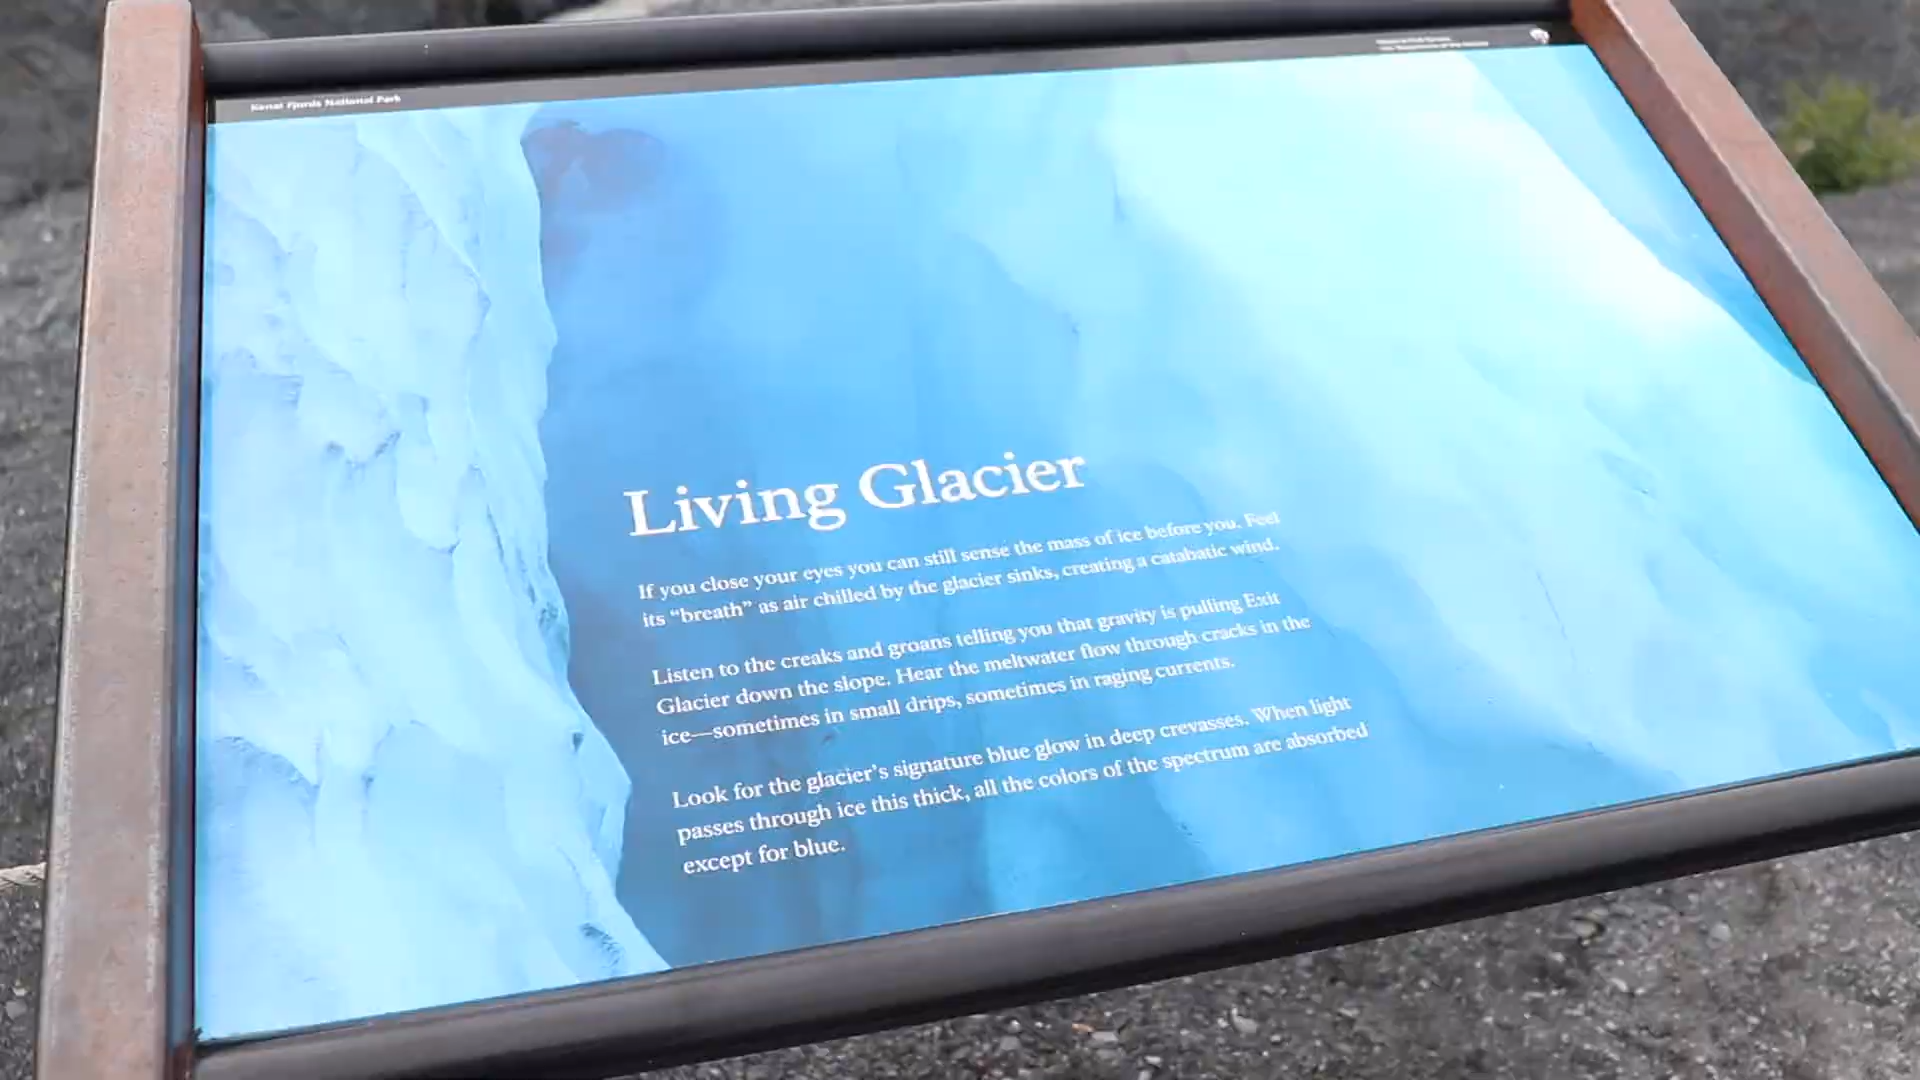 Kenai Fjords National Park
Living Glacier
If you close your eyes you can still sense the mass of ice before you. Feel
its “breath” as air chilled by the glacier sinks, creating a catabatic wind.
Listen to the creaks and groans telling you that gravity is pulling Exit
Glacier down the slope. Hear the meltwater flow through cracks in the
ice—sometimes in small drips, sometimes in raging currents.
Look for the glacier’s signature blue glow in deep crevasses. When light
passes through ice this thick, all the colors of the spectrum are absorbed
except for blue.